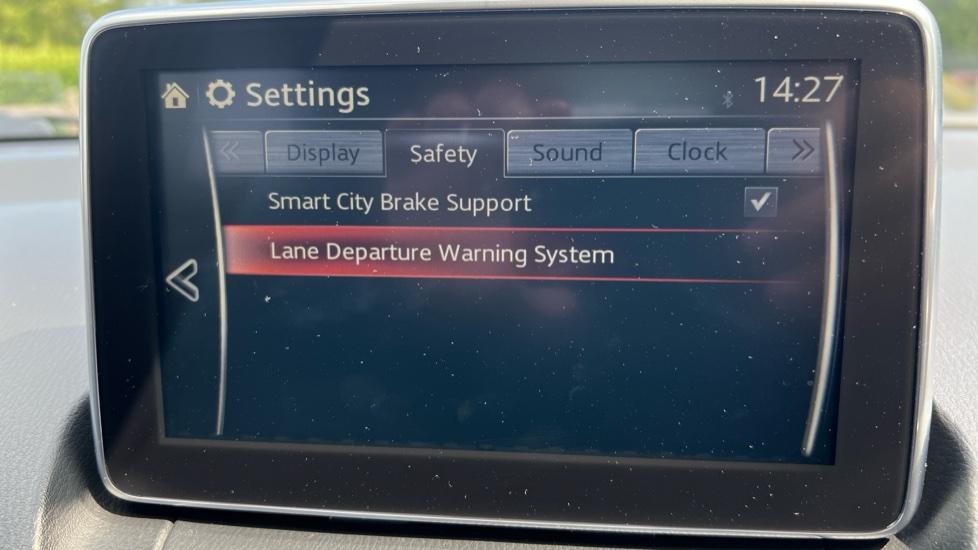 Settings 14:27
Display Safety Sound Clock
Smart City Brake Support
Lane Departure Warning System